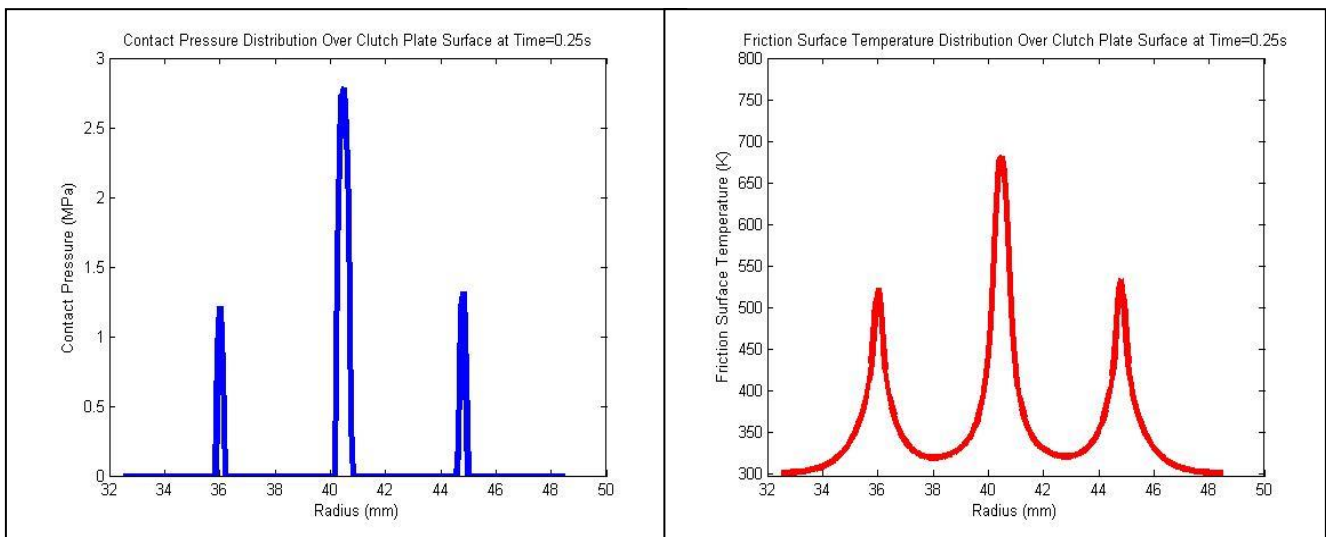 Contact Pressure Distribution Over Clutch Plate Surface at Time=0.25s
3
2.5
2
1.5
1
0.5
0
Contact Pressure (MPa)
32 34 36 38 40 42 44 46 48 50
Radius (mm)
Friction Surface Temperature Distribution Over Clutch Plate Surface at Time=0.25s
800
750
700
650
600
550
500
450
400
350
300
Friction Surface Temperature (K)
32 34 36 38 40 42 44 46 48 50
Radius (mm)